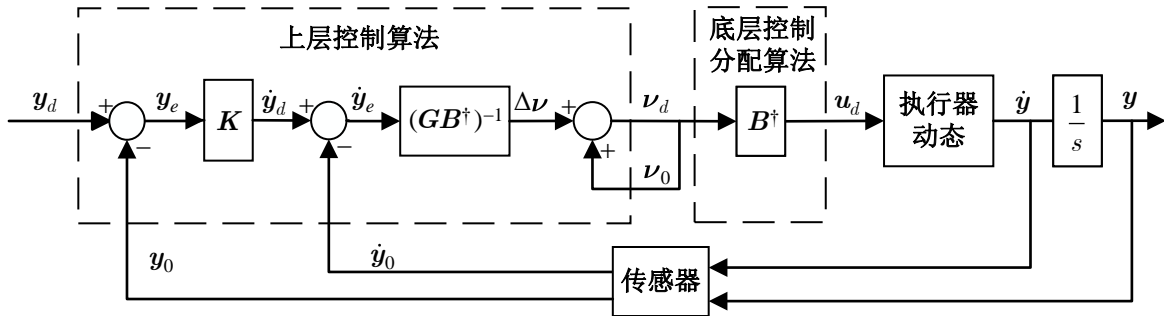 上层控制算法
底层控制
分配算法
y_d
+
−
y_e
K
ẏ_d
+
−
ẏ_e
(GB†)⁻¹
Δν
+
+
ν_d
ν_0
B†
u_d
执行器
动态
ẏ
1/s
y
y_0
ẏ_0
传感器